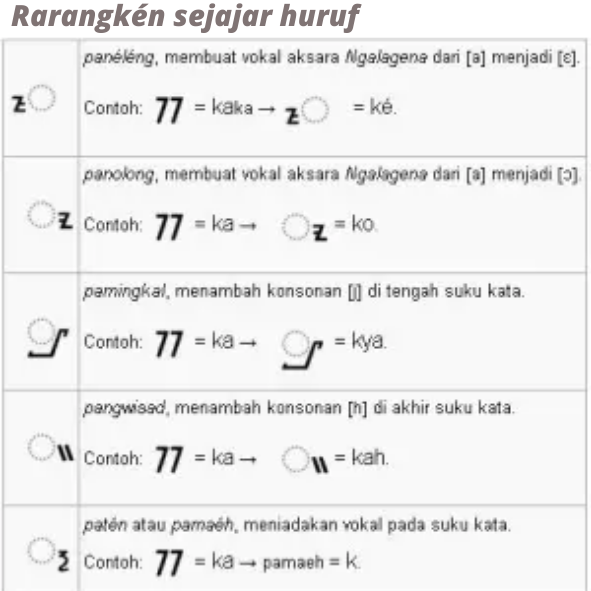 Rarangkén sejajar huruf
panéléng, membuat vokal aksara Ngalagena dari [a] menjadi [ɛ].
Contoh: 77 = kaka → = ké.
panolong, membuat vokal aksara Ngalagena dari [a] menjadi [ɔ].
Contoh: 77 = ka → = ko.
pamingkal, menambah konsonan [j] di tengah suku kata.
Contoh: 77 = ka → = kya.
pangwisad, menambah konsonan [h] di akhir suku kata.
Contoh: 77 = ka → = kah.
patén atau pamaéh, meniadakan vokal pada suku kata.
Contoh: 77 = ka → pamaeh = k.